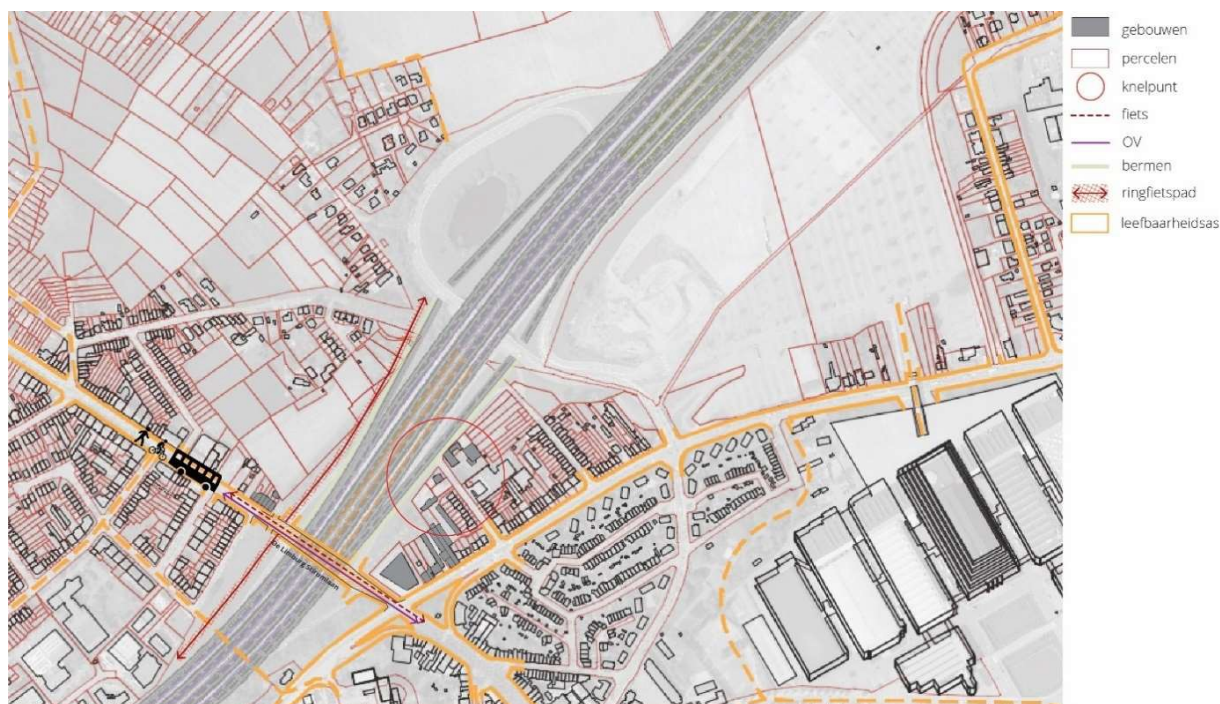 gebouwen
percelen
knelpunt
fiets
OV
bermen
ringfietspad
leefbaarheidsas